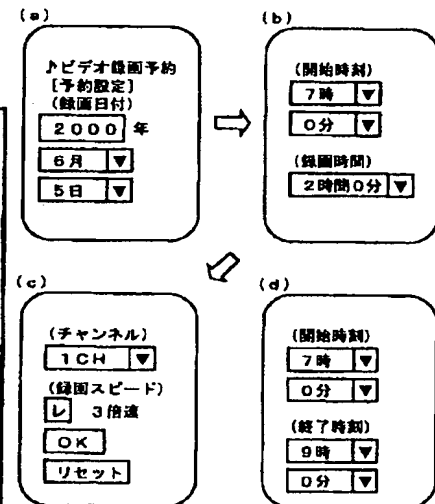 (a)
♪ビデオ録画予約
[予約設定]
(録画日付)
2000 年
6月 ▼
5日 ▼
(b)
(開始時刻)
7時 ▼
0分 ▼
(録画時間)
2時間0分 ▼
(c)
(チャンネル)
1CH ▼
(録画スピード)
レ 3倍速
OK
リセット
(d)
(開始時刻)
7時 ▼
0分 ▼
(終了時刻)
9時 ▼
0分 ▼